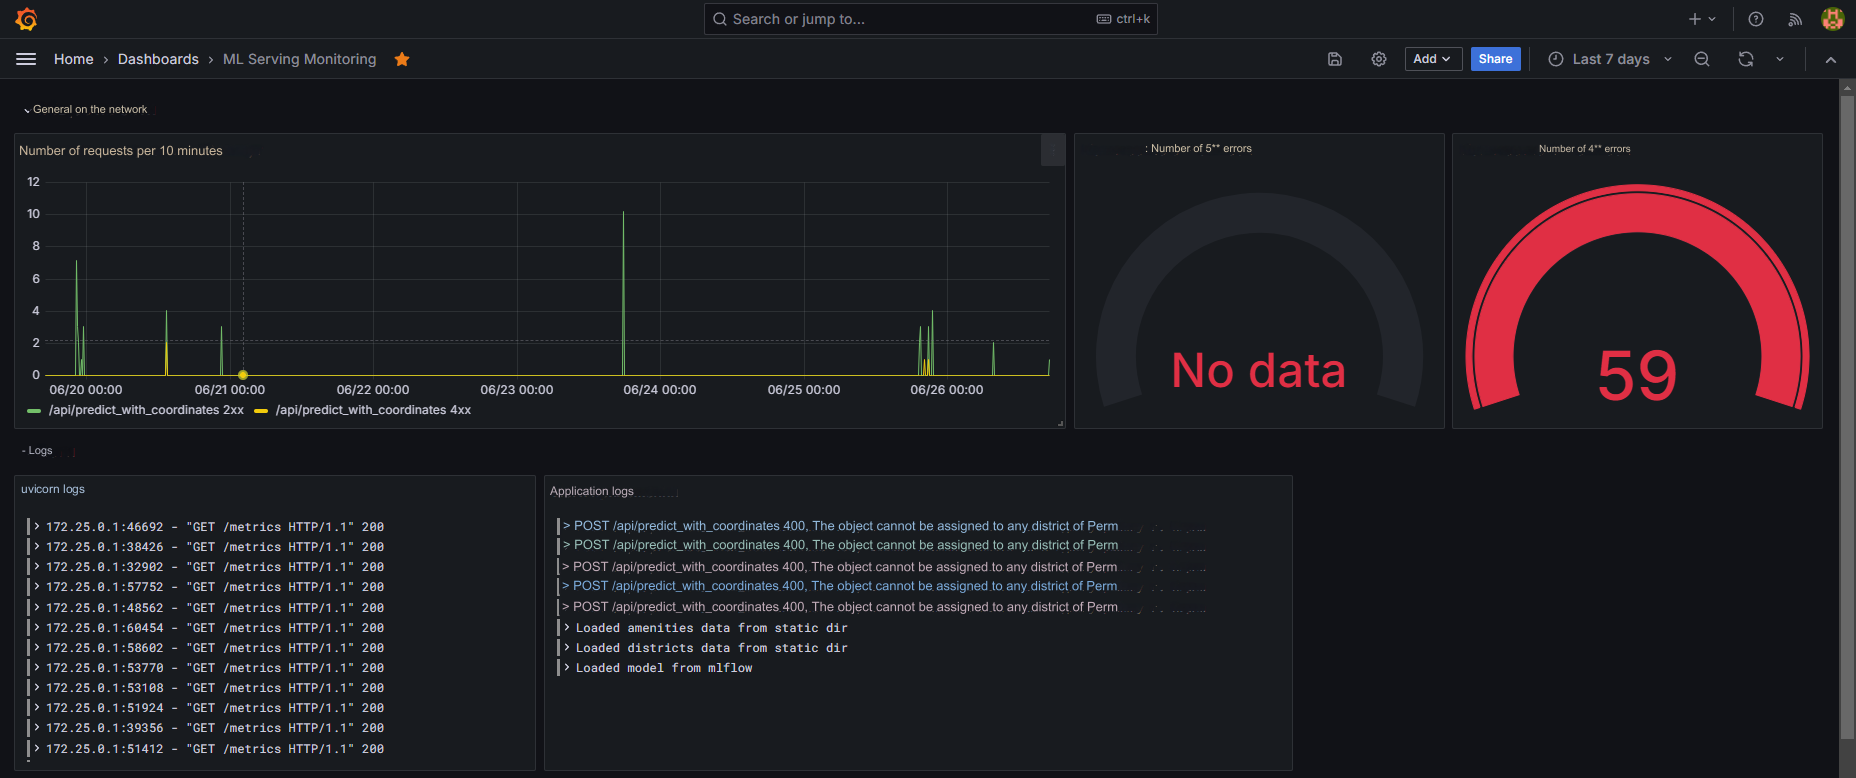 Search or jump to...
ctrl+k
Home › Dashboards › ML Serving Monitoring
Add
Share
Last 7 days
General on the network
Number of requests per 10 minutes
12
10
8
6
4
2
0
06/20 00:00 06/21 00:00 06/22 00:00 06/23 00:00 06/24 00:00 06/25 00:00 06/26 00:00
/api/predict_with_coordinates 2xx /api/predict_with_coordinates 4xx
: Number of 5** errors
No data
Number of 4** errors
59
- Logs
uvicorn logs
> 172.25.0.1:46692 - "GET /metrics HTTP/1.1" 200
> 172.25.0.1:38426 - "GET /metrics HTTP/1.1" 200
> 172.25.0.1:32902 - "GET /metrics HTTP/1.1" 200
> 172.25.0.1:57752 - "GET /metrics HTTP/1.1" 200
> 172.25.0.1:48562 - "GET /metrics HTTP/1.1" 200
> 172.25.0.1:60454 - "GET /metrics HTTP/1.1" 200
> 172.25.0.1:58602 - "GET /metrics HTTP/1.1" 200
> 172.25.0.1:53770 - "GET /metrics HTTP/1.1" 200
> 172.25.0.1:53108 - "GET /metrics HTTP/1.1" 200
> 172.25.0.1:51924 - "GET /metrics HTTP/1.1" 200
> 172.25.0.1:39356 - "GET /metrics HTTP/1.1" 200
> 172.25.0.1:51412 - "GET /metrics HTTP/1.1" 200
Application logs
> POST /api/predict_with_coordinates 400, The object cannot be assigned to any district of Perm
> POST /api/predict_with_coordinates 400, The object cannot be assigned to any district of Perm
> POST /api/predict_with_coordinates 400, The object cannot be assigned to any district of Perm
> POST /api/predict_with_coordinates 400, The object cannot be assigned to any district of Perm
> POST /api/predict_with_coordinates 400, The object cannot be assigned to any district of Perm
> Loaded amenities data from static dir
> Loaded districts data from static dir
> Loaded model from mlflow